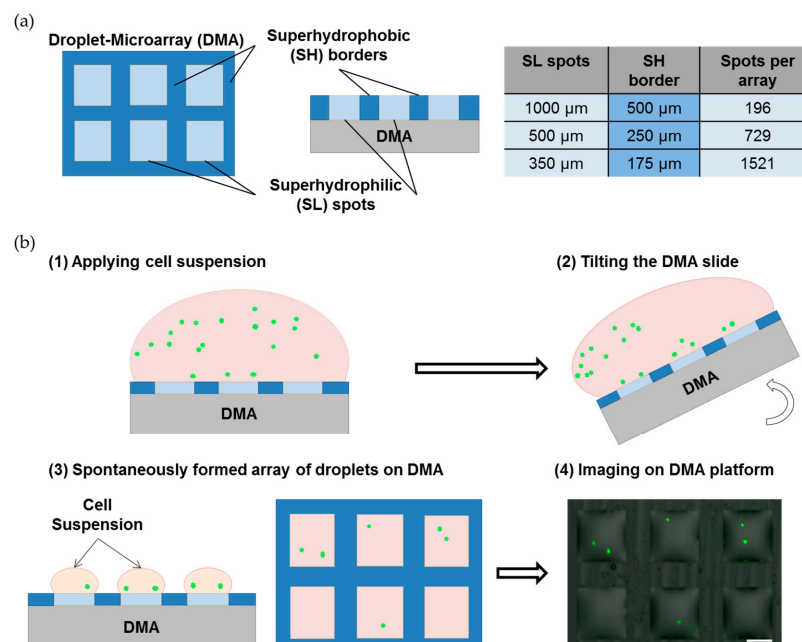 (a)
Droplet-Microarray (DMA)
Superhydrophobic
(SH) borders
DMA
Superhydrophilic
(SL) spots
SL spots
SH
border
Spots per
array
1000 µm
500 µm
196
500 µm
250 µm
729
350 µm
175 µm
1521
(b)
(1) Applying cell suspension
(2) Tilting the DMA slide
DMA
DMA
(3) Spontaneously formed array of droplets on DMA
(4) Imaging on DMA platform
Cell
Suspension
DMA